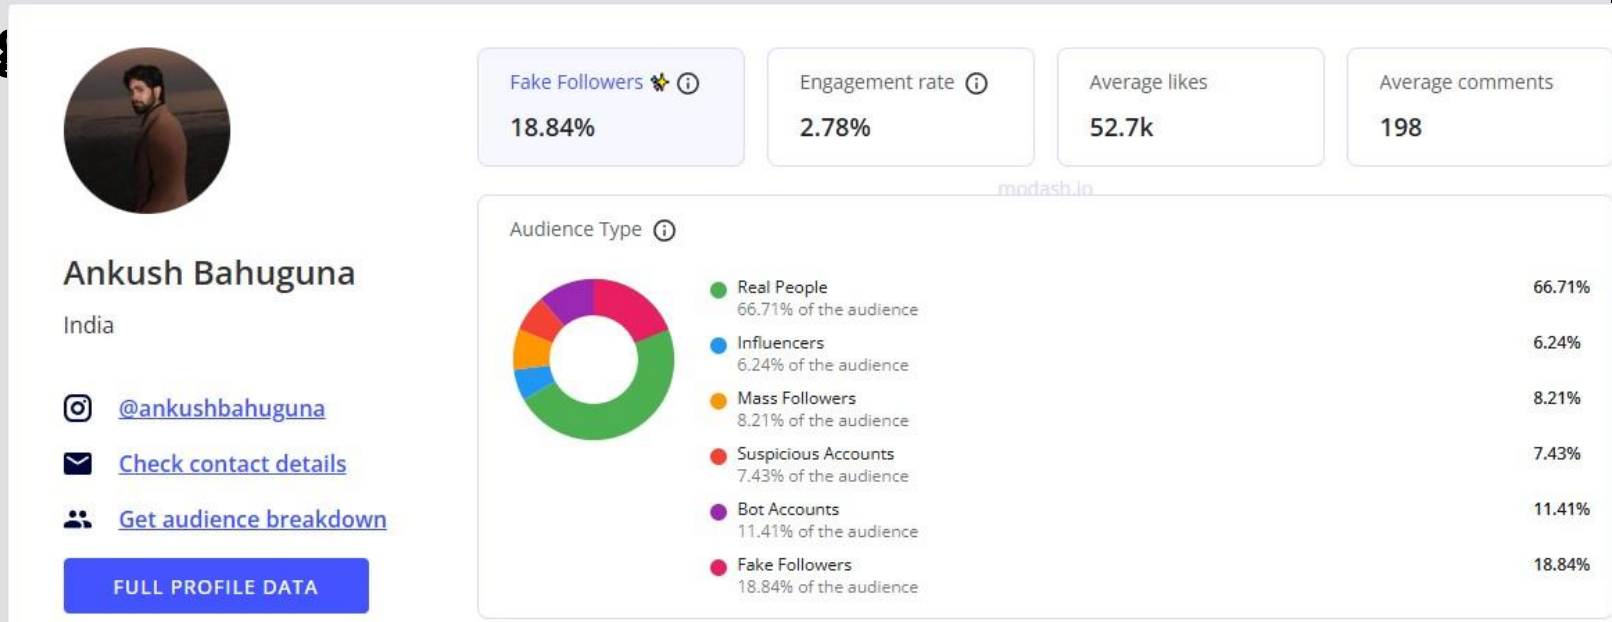 Fake Followers
18.84%
Engagement rate
2.78%
Average likes
52.7k
Average comments
198
modash.io
Ankush Bahuguna
India
@ankushbahuguna
Check contact details
Get audience breakdown
FULL PROFILE DATA
Audience Type
Real People 66.71%
66.71% of the audience
Influencers 6.24%
6.24% of the audience
Mass Followers 8.21%
8.21% of the audience
Suspicious Accounts 7.43%
7.43% of the audience
Bot Accounts 11.41%
11.41% of the audience
Fake Followers 18.84%
18.84% of the audience